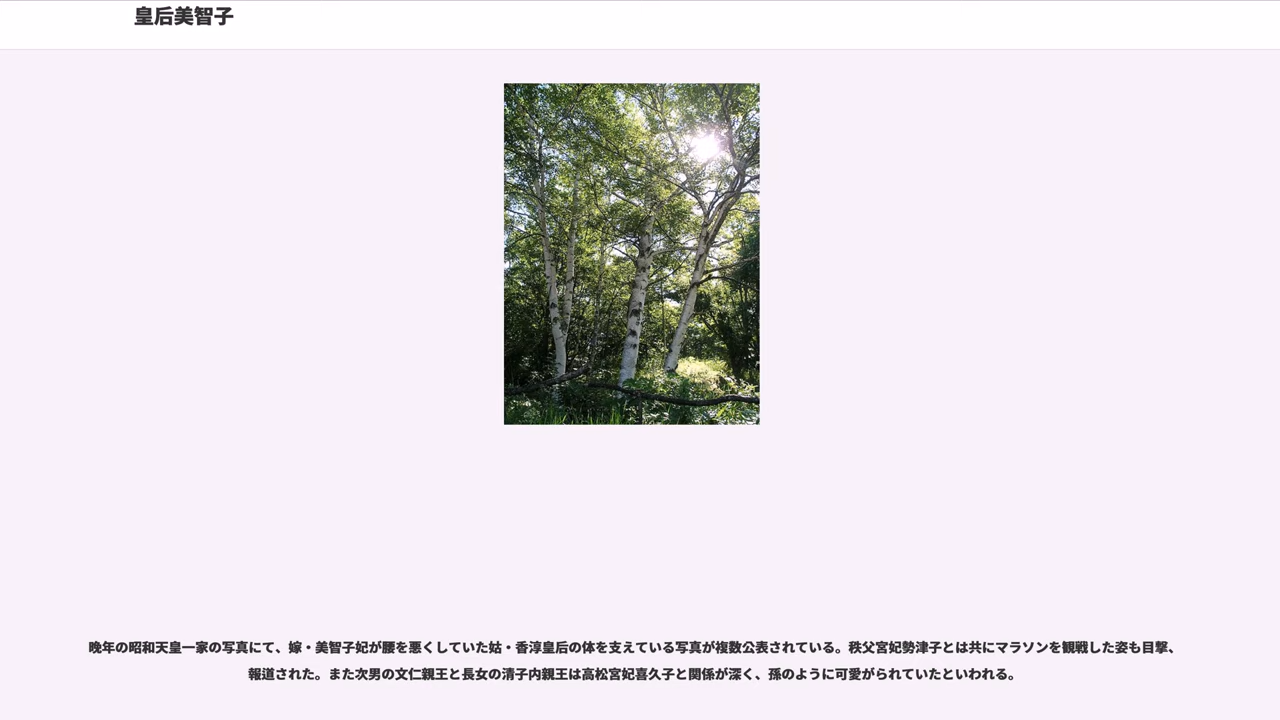 皇后美智子
晩年の昭和天皇一家の写真にて、嫁・美智子妃が腰を悪くしていた姑・香淳皇后の体を支えている写真が複数公表されている。秩父宮妃勢津子とは共にマラソンを観戦した姿も目撃、
報道された。また次男の文仁親王と長女の清子内親王は高松宮妃喜久子と関係が深く、孫のように可愛がられていたといわれる。